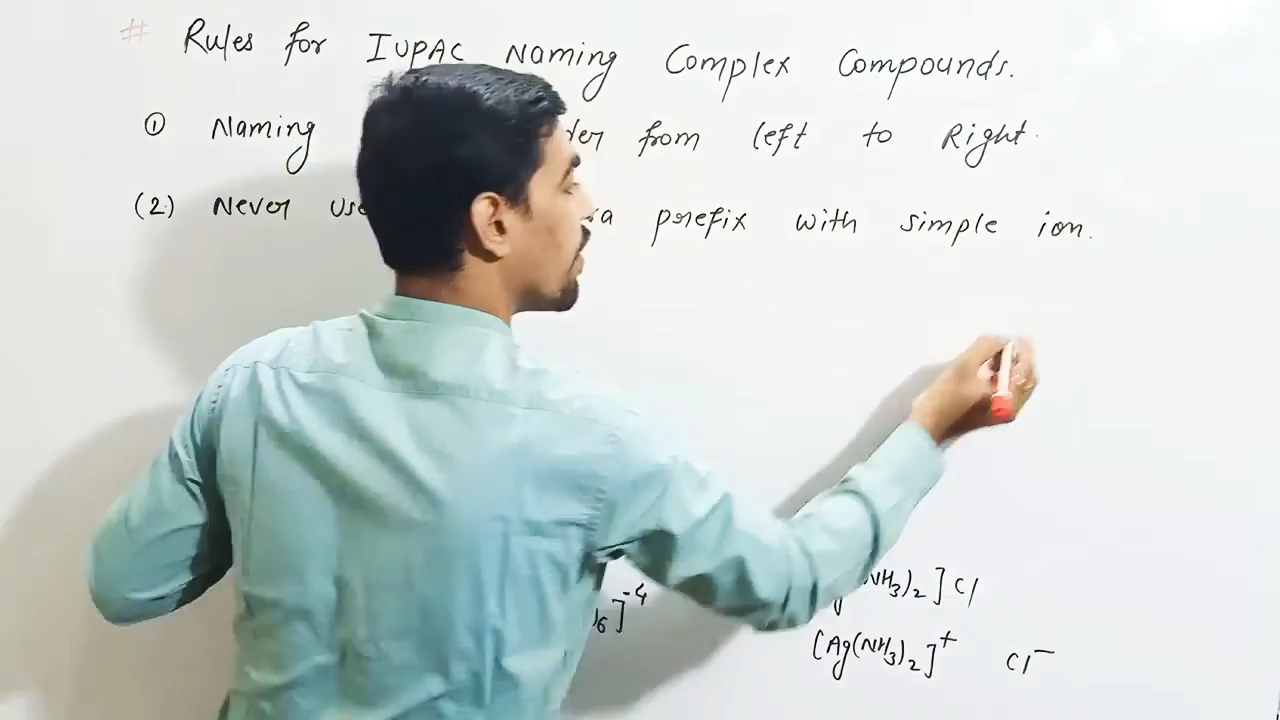 # Rules for IUPAC Naming Complex Compounds.
① Naming from left to Right.
(2) Never use prefix with simple ion.
(NH3)2]Cl
6]-4
[Ag(NH3)2]+ Cl-